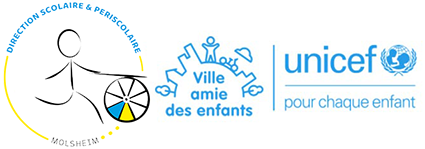 DIRECTION SCOLAIRE & PERISCOLAIRE
MOLSHEIM
Ville
amie
des enfants
unicef
pour chaque enfant